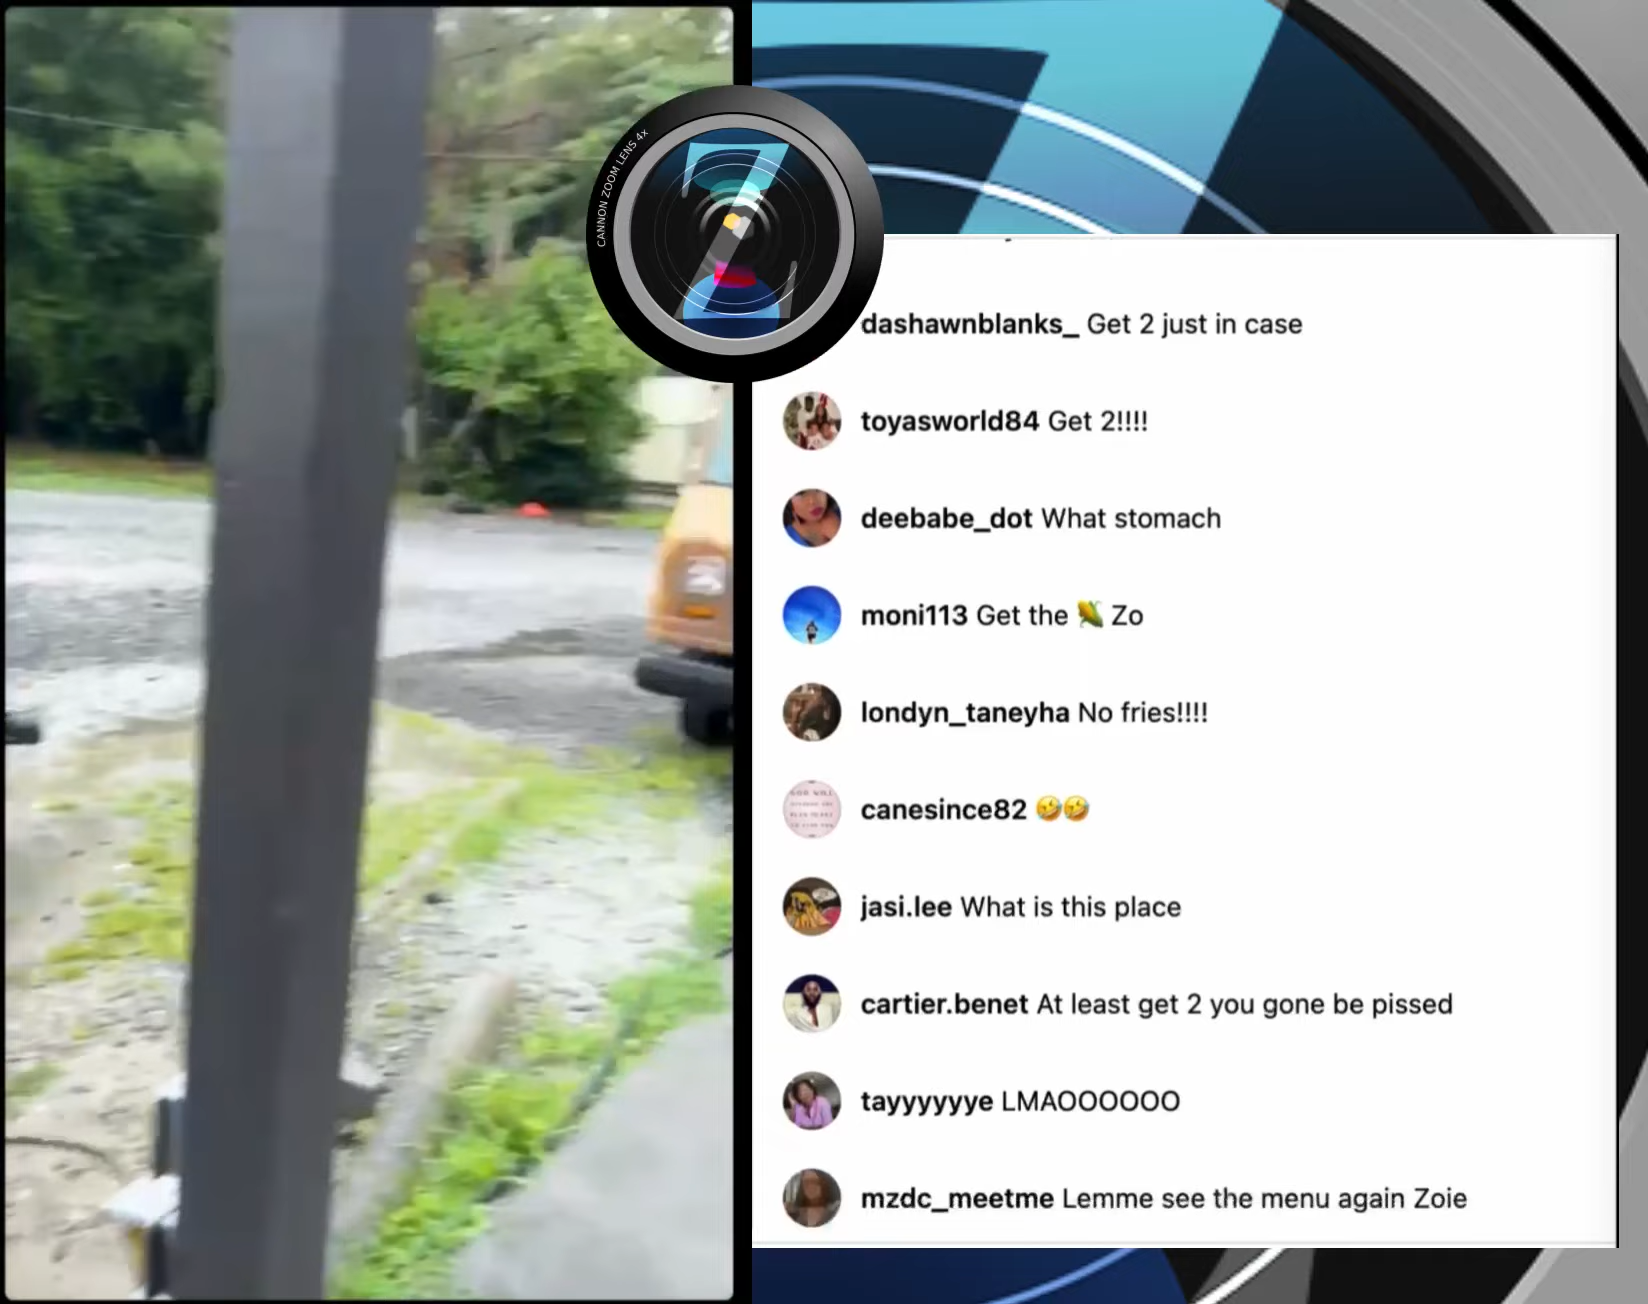 CANNON ZOOM LENS 4x
dashawnblanks_ Get 2 just in case
toyasworld84 Get 2!!!!
deebabe_dot What stomach
moni113 Get the 🌽 Zo
londyn_taneyha No fries!!!!
canesince82 🤣🤣
jasi.lee What is this place
cartier.benet At least get 2 you gone be pissed
tayyyyyye LMAOOOOOO
mzdc_meetme Lemme see the menu again Zoie